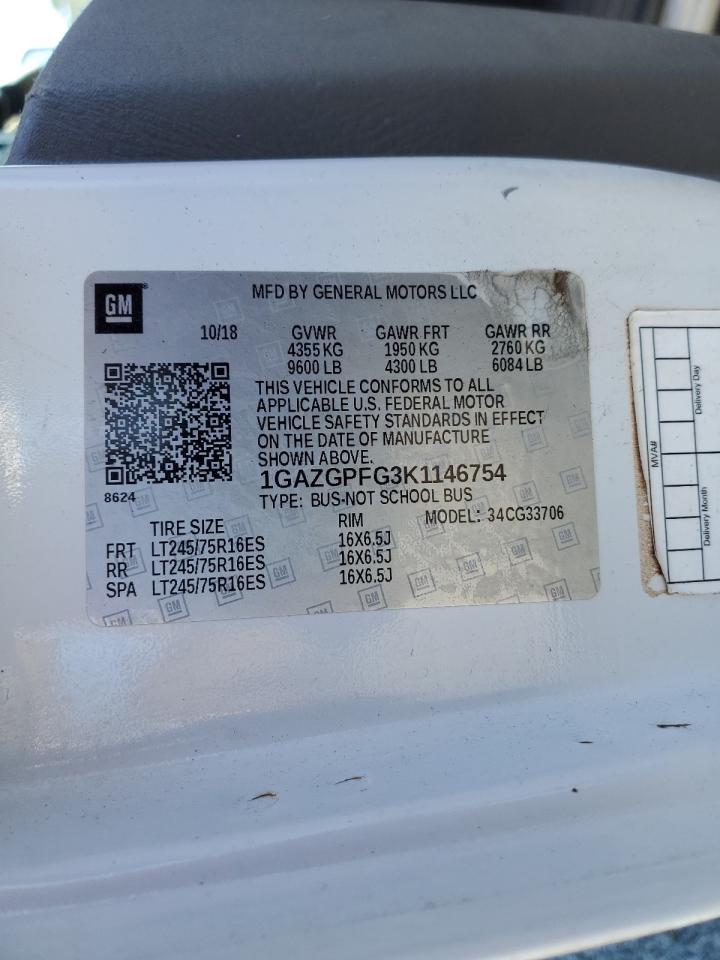 GM
MFD BY GENERAL MOTORS LLC
10/18 GVWR GAWR FRT GAWR RR
4355 KG 1950 KG 2760 KG
9600 LB 4300 LB 6084 LB
THIS VEHICLE CONFORMS TO ALL
APPLICABLE U.S. FEDERAL MOTOR
VEHICLE SAFETY STANDARDS IN EFFECT
ON THE DATE OF MANUFACTURE
SHOWN ABOVE.
8624
1GAZGPFG3K1146754
TYPE: BUS-NOT SCHOOL BUS
TIRE SIZE RIM MODEL: 34CG33706
FRT LT245/75R16ES 16X6.5J
RR LT245/75R16ES 16X6.5J
SPA LT245/75R16ES 16X6.5J
MVA#
Delivery Day
Delivery Month